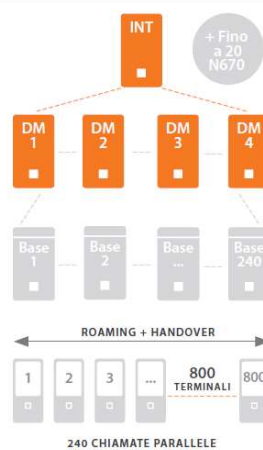 INT
+ Fino
a 20
N670
DM
1
DM
2
DM
3
DM
4
Base
1
Base
2
Base
...
Base
240
ROAMING + HANDOVER
1
2
3
...
800
TERMINALI
800
240 CHIAMATE PARALLELE